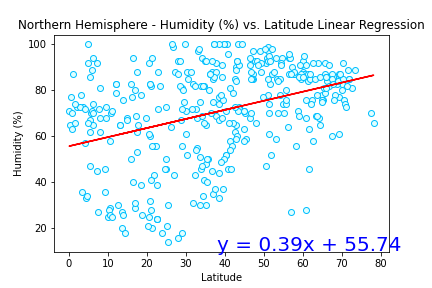 Northern Hemisphere - Humidity (%) vs. Latitude Linear Regression
Humidity (%)
100
80
60
40
20
y = 0.39x + 55.74
0 10 20 30 40 50 60 70 80
Latitude